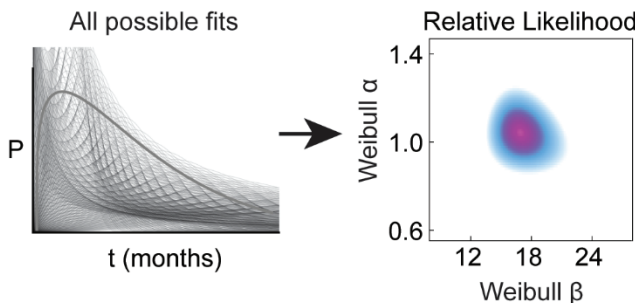 All possible fits
P
t (months)
Relative Likelihood
Weibull α
1.4
1.0
0.6
12 18 24
Weibull β